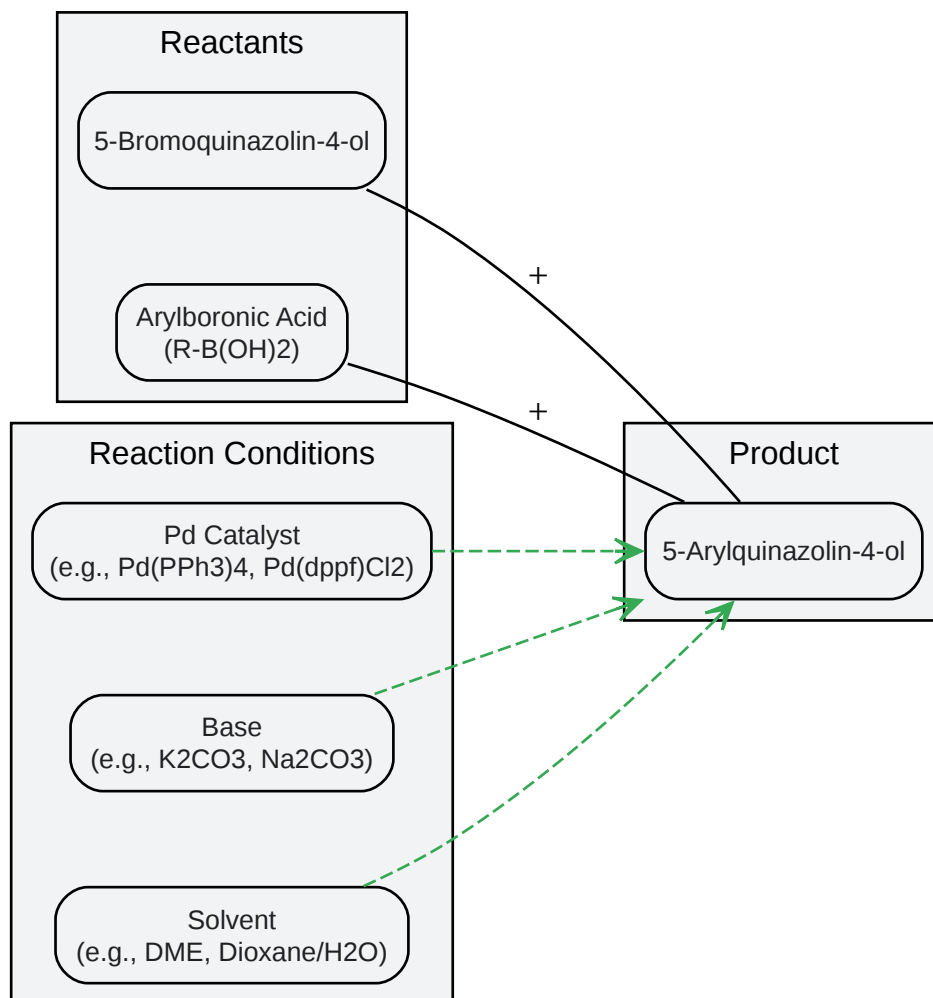 Reactants
5-Bromoquinazolin-4-ol
+
Arylboronic Acid
(R-B(OH)2)
+
Reaction Conditions
Product
Pd Catalyst
(e.g., Pd(PPh3)4, Pd(dppf)Cl2)
5-Arylquinazolin-4-ol
Base
(e.g., K2CO3, Na2CO3)
Solvent
(e.g., DME, Dioxane/H2O)